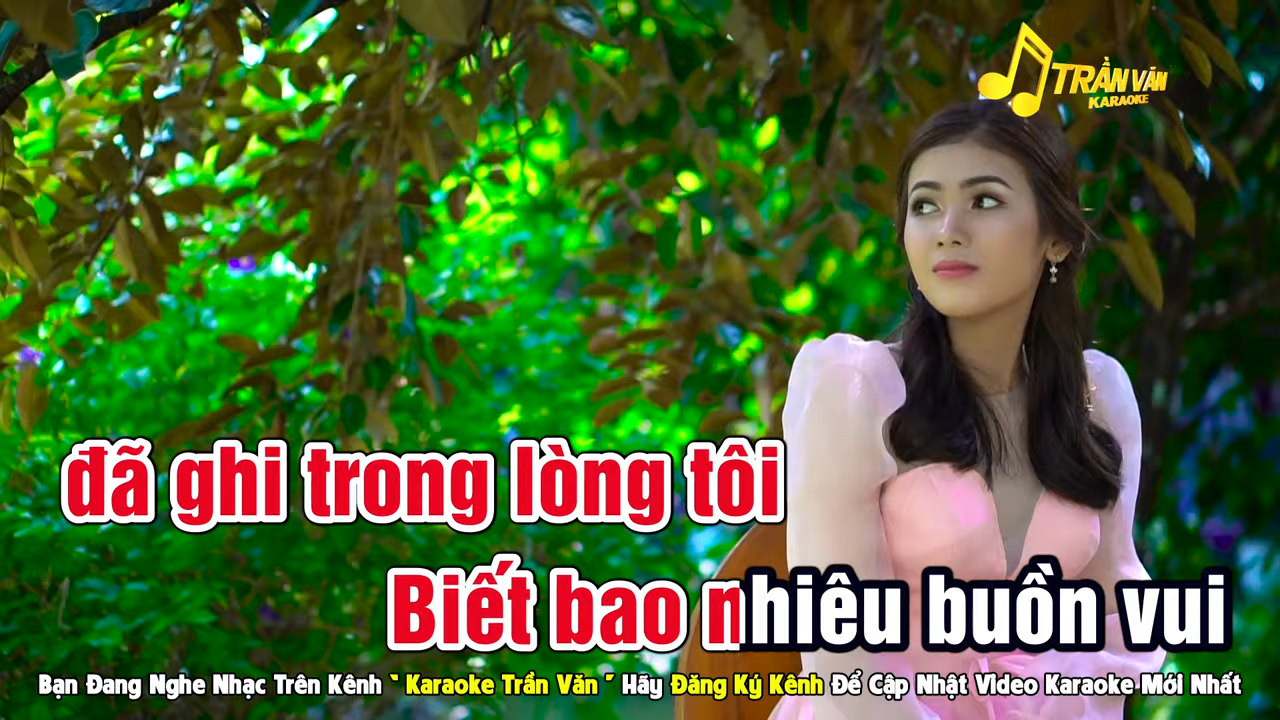 TRẦN VĂN
KARAOKE
đã ghi trong lòng tôi
Biết bao nhiêu buồn vui
Bạn Đang Nghe Nhạc Trên Kênh " Karaoke Trần Văn " Hãy Đăng Ký Kênh Để Cập Nhật Video Karaoke Mới Nhất